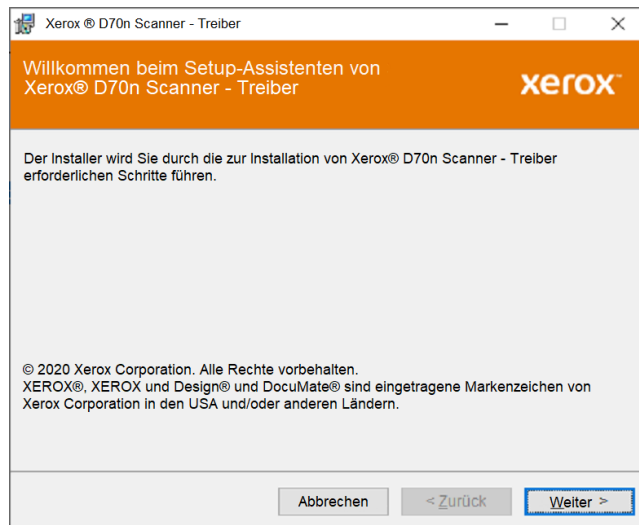 Xerox ® D70n Scanner - Treiber
Willkommen beim Setup-Assistenten von
Xerox® D70n Scanner - Treiber
xerox™
Der Installer wird Sie durch die zur Installation von Xerox® D70n Scanner - Treiber
erforderlichen Schritte führen.
© 2020 Xerox Corporation. Alle Rechte vorbehalten.
XEROX®, XEROX und Design® und DocuMate® sind eingetragene Markenzeichen von
Xerox Corporation in den USA und/oder anderen Ländern.
Abbrechen
< Zurück
Weiter >